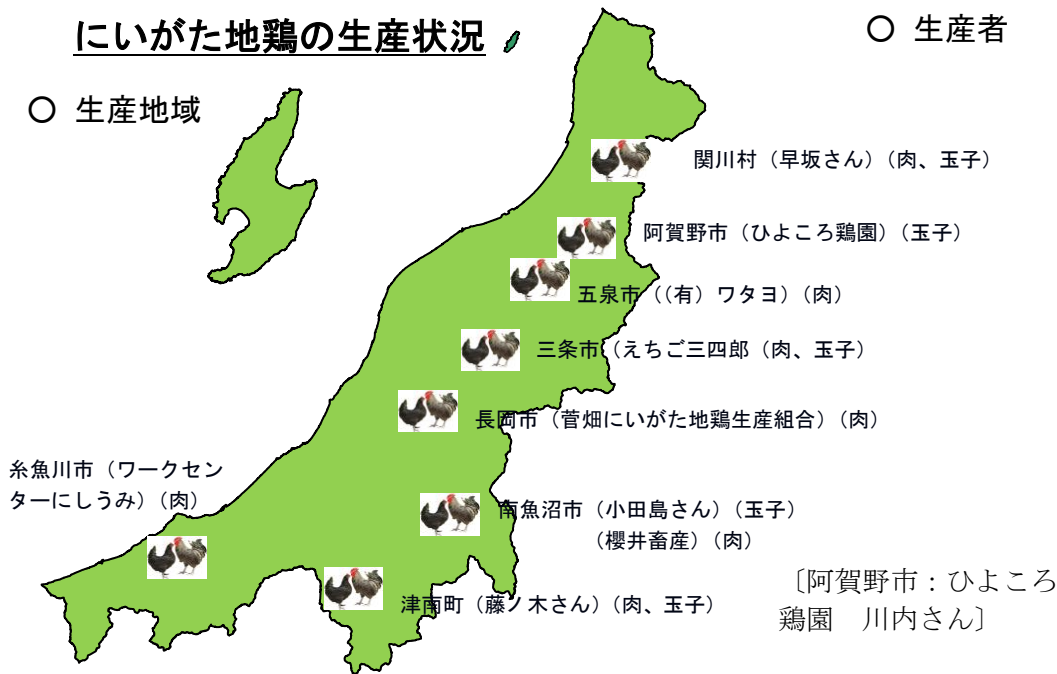 にいがた地鶏の生産状況
○ 生産者
○ 生産地域
関川村（早坂さん）（肉、玉子）
阿賀野市（ひよころ鶏園）（玉子）
五泉市（(有）ワタヨ）（肉）
三条市（えちご三四郎（肉、玉子）
長岡市（菅畑にいがた地鶏生産組合）（肉）
糸魚川市（ワークセン
ターにしうみ）（肉）
南魚沼市（小田島さん）（玉子）
（櫻井畜産）（肉）
津南町（藤ノ木さん）（肉、玉子）
〔阿賀野市：ひよころ
鶏園　川内さん〕